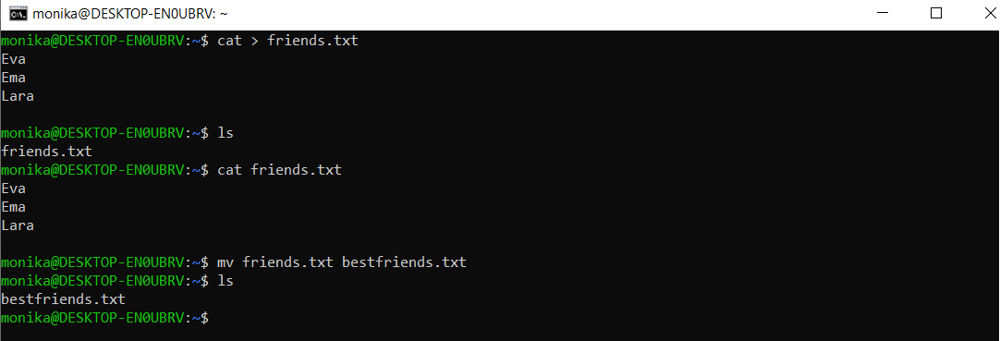 monika@DESKTOP-EN0UBRV: ~
monika@DESKTOP-EN0UBRV:~$ cat > friends.txt
Eva
Ema
Lara
monika@DESKTOP-EN0UBRV:~$ ls
friends.txt
monika@DESKTOP-EN0UBRV:~$ cat friends.txt
Eva
Ema
Lara
monika@DESKTOP-EN0UBRV:~$ mv friends.txt bestfriends.txt
monika@DESKTOP-EN0UBRV:~$ ls
bestfriends.txt
monika@DESKTOP-EN0UBRV:~$